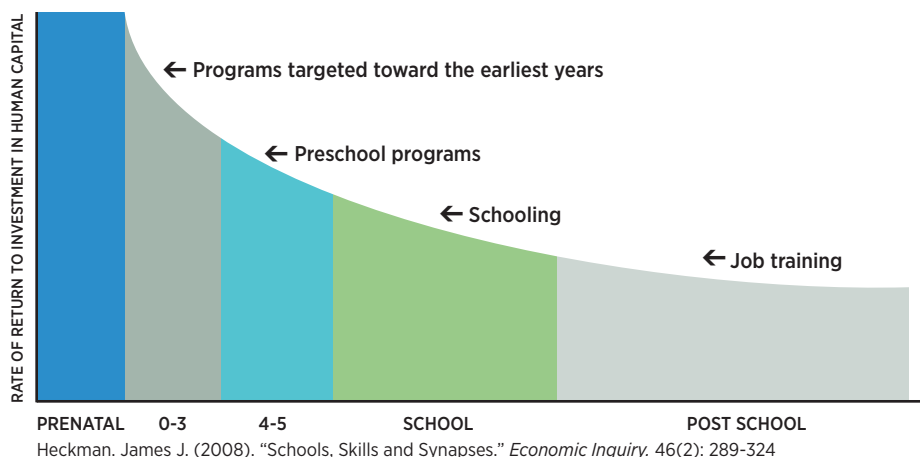 RATE OF RETURN TO INVESTMENT IN HUMAN CAPITAL
← Programs targeted toward the earliest years
← Preschool programs
← Schooling
← Job training
PRENATAL 0-3 4-5 SCHOOL POST SCHOOL
Heckman, James J. (2008). "Schools, Skills and Synapses." Economic Inquiry. 46(2): 289-324